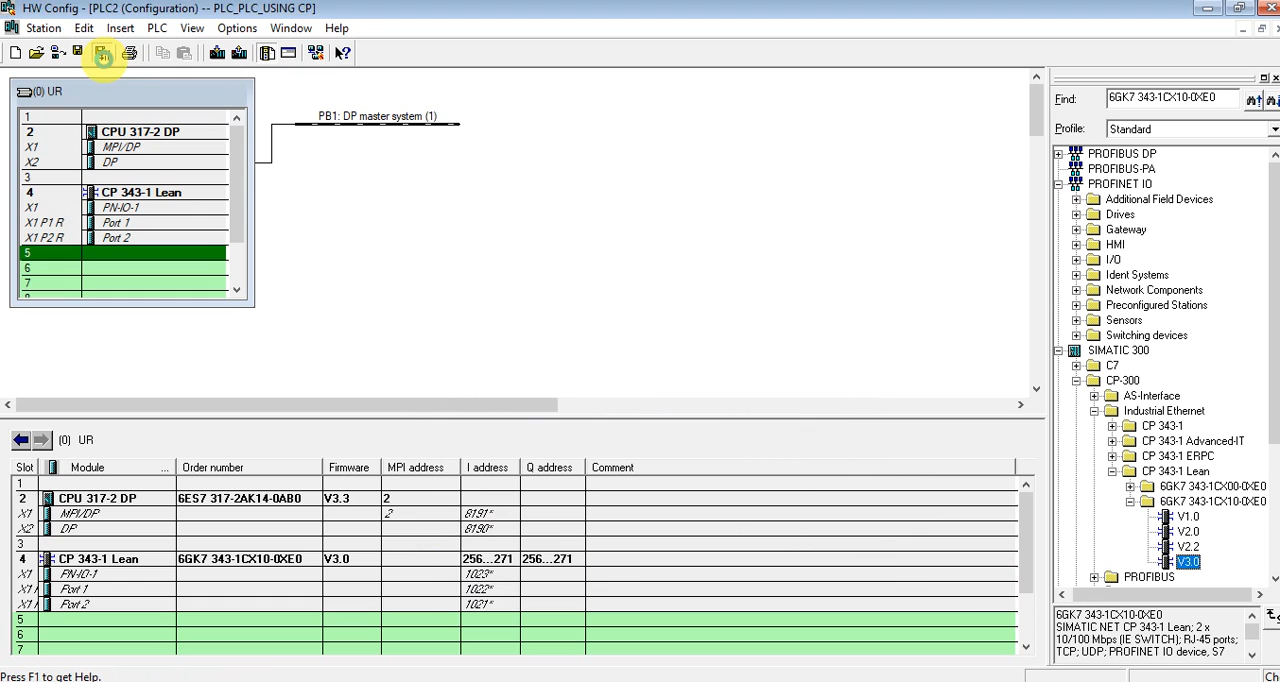 HW Config - [PLC2 (Configuration) -- PLC_PLC_USING CP]
Station Edit Insert PLC View Options Window Help
(0) UR
1
2 CPU 317-2 DP
X1 MPI/DP
X2 DP
3
4 CP 343-1 Lean
X1 PN-IO-1
X1 P1 R Port 1
X1 P2 R Port 2
5
6
7
PB1: DP master system (1)
Find: 6GK7 343-1CX10-0XE0
Profile: Standard
PROFIBUS DP
PROFIBUS-PA
PROFINET IO
Additional Field Devices
Drives
Gateway
HMI
I/O
Ident Systems
Network Components
Preconfigured Stations
Sensors
Switching devices
SIMATIC 300
C7
CP-300
AS-Interface
Industrial Ethernet
CP 343-1
CP 343-1 Advanced-IT
CP 343-1 ERPC
CP 343-1 Lean
6GK7 343-1CX00-0XE0
6GK7 343-1CX10-0XE0
V1.0
V2.0
V2.2
V3.0
PROFIBUS
6GK7 343-1CX10-0XE0
SIMATIC NET CP 343-1 Lean; 2 x
10/100 Mbps (IE SWITCH); RJ-45 ports;
TCP; UDP; PROFINET IO device, S7
(0) UR
Slot Module ... Order number Firmware MPI address I address Q address Comment
1
2 CPU 317-2 DP 6ES7 317-2AK14-0AB0 V3.3 2
X1 MPI/DP 2 8191*
X2 DP 8190*
3
4 CP 343-1 Lean 6GK7 343-1CX10-0XE0 V3.0 256...271 256...271
X1 PN-IO-1 1023*
X1 Port 1 1022*
X1 Port 2 1021*
5
6
7
Press F1 to get Help.
Ch